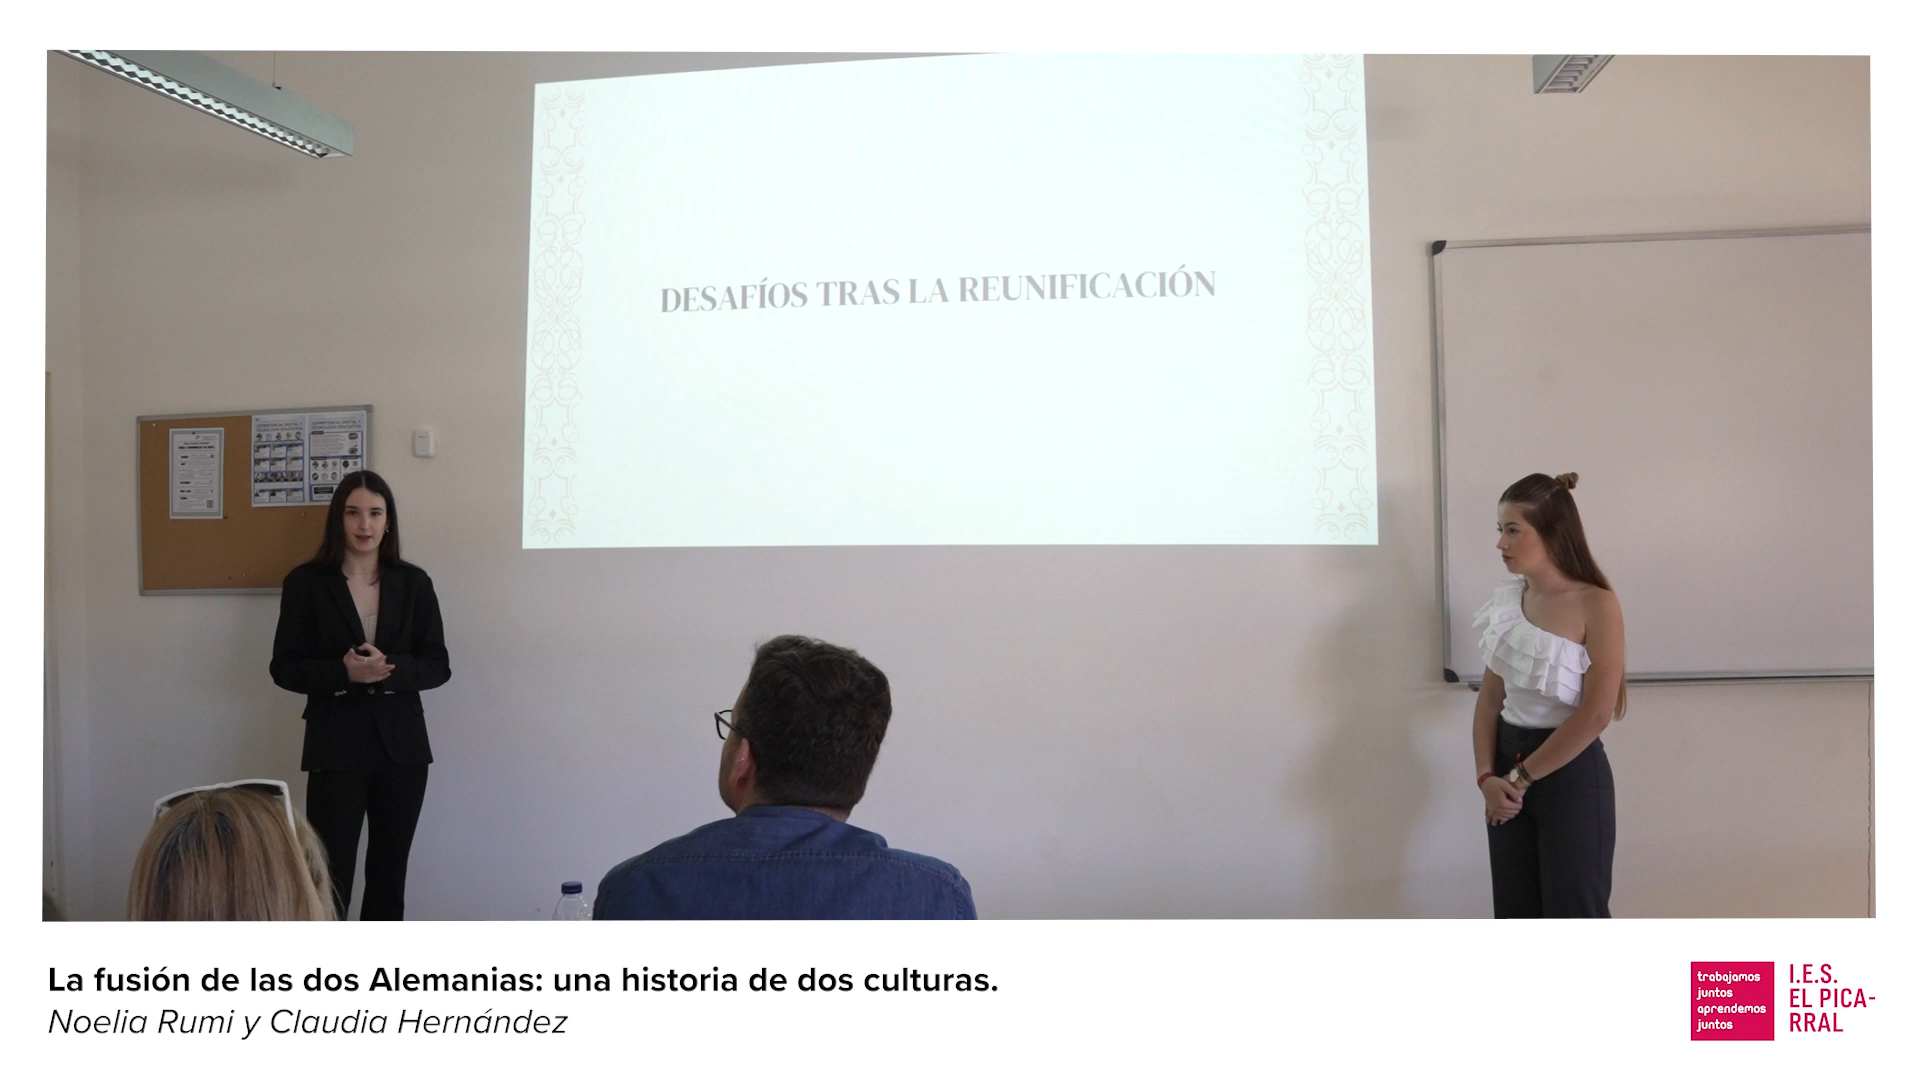 DESAFÍOS TRAS LA REUNIFICACIÓN
La fusión de las dos Alemanias: una historia de dos culturas.
Noelia Rumi y Claudia Hernández
trabajamos
juntos
aprendemos
juntos
I.E.S.
EL PICA-
RRAL